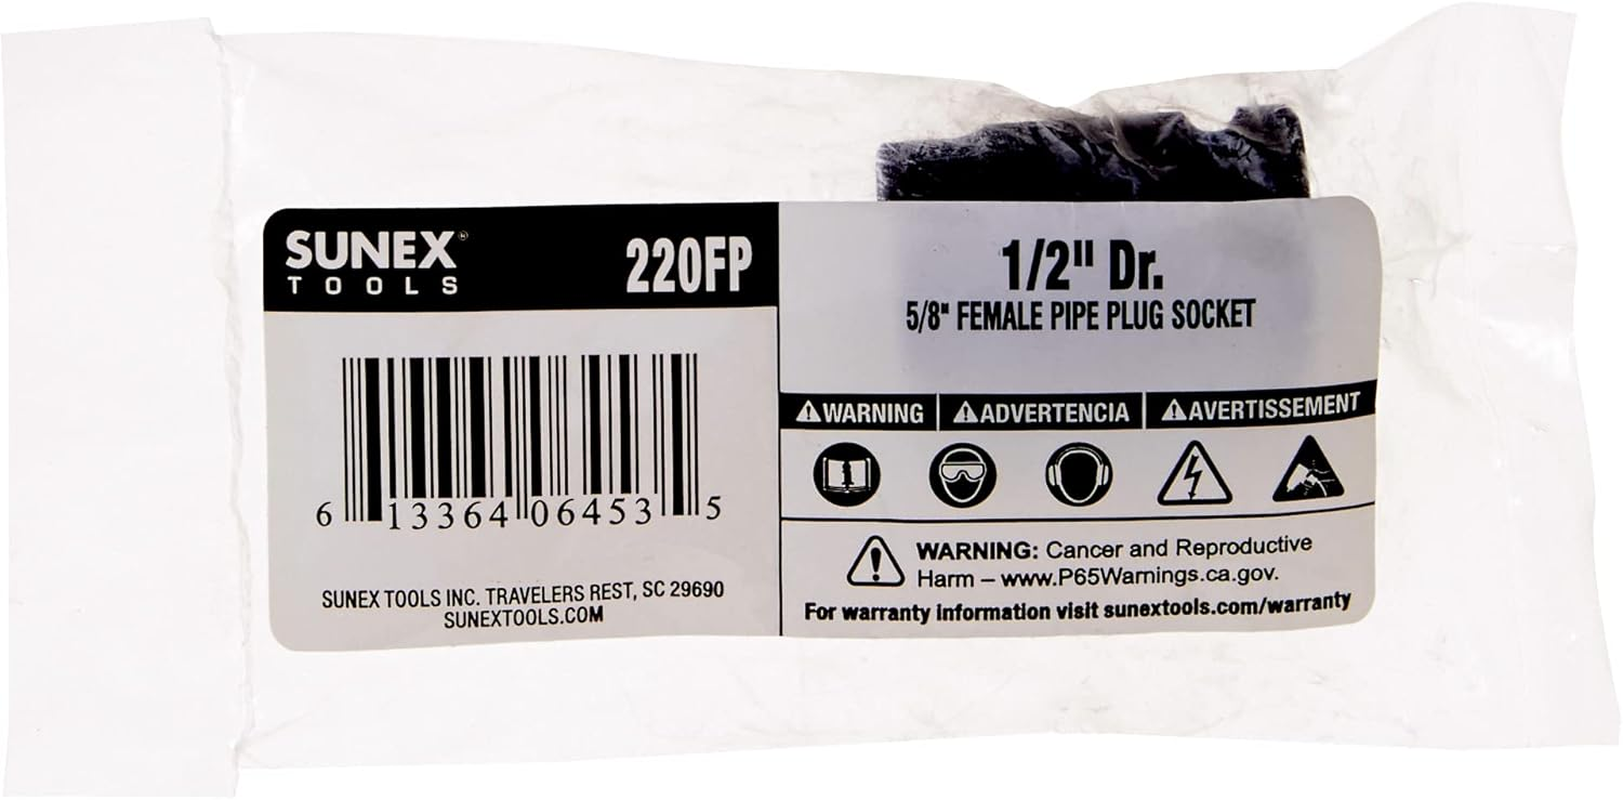 SUNEX®
TOOLS
220FP
6 13364 06453 5
SUNEX TOOLS INC. TRAVELERS REST, SC 29690
SUNEXTOOLS.COM
1/2" Dr.
5/8" FEMALE PIPE PLUG SOCKET
WARNING
ADVERTENCIA
AVERTISSEMENT
WARNING: Cancer and Reproductive
Harm – www.P65Warnings.ca.gov.
For warranty information visit sunextools.com/warranty